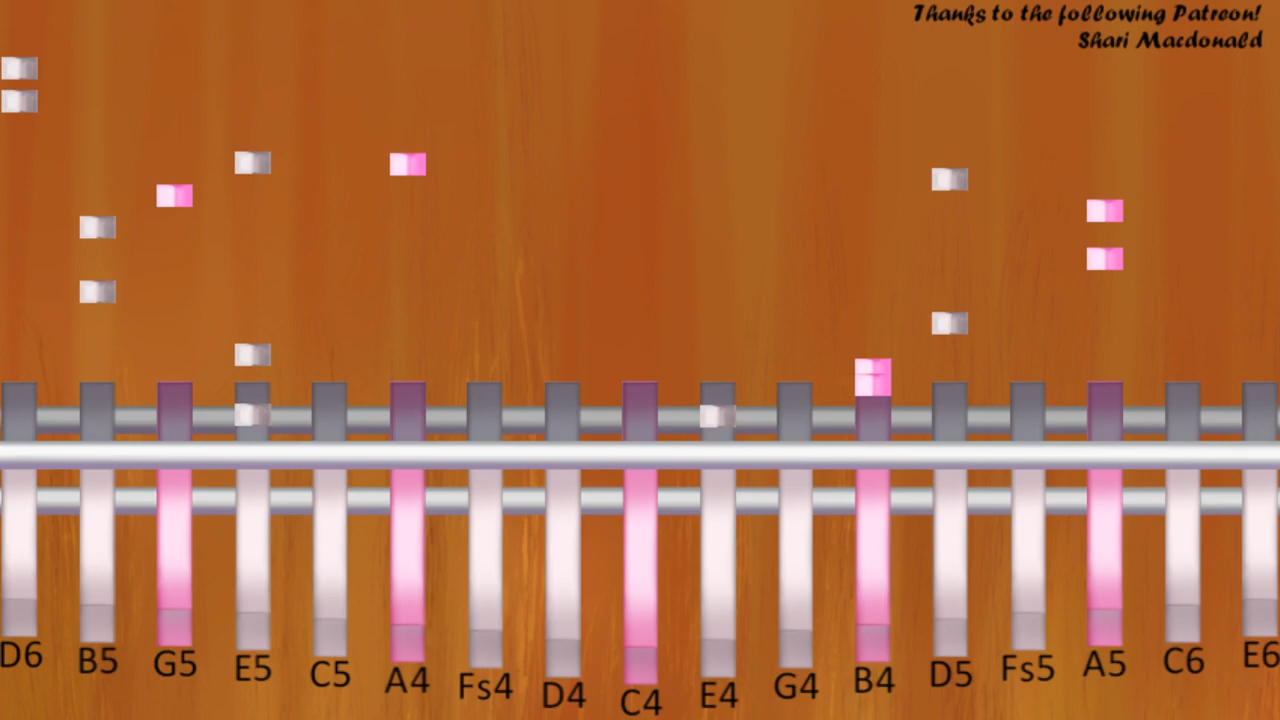 Thanks to the following Patreon!
Shari Macdonald
D6 B5 G5 E5 C5 A4 Fs4 D4 C4 E4 G4 B4 D5 Fs5 A5 C6 E6